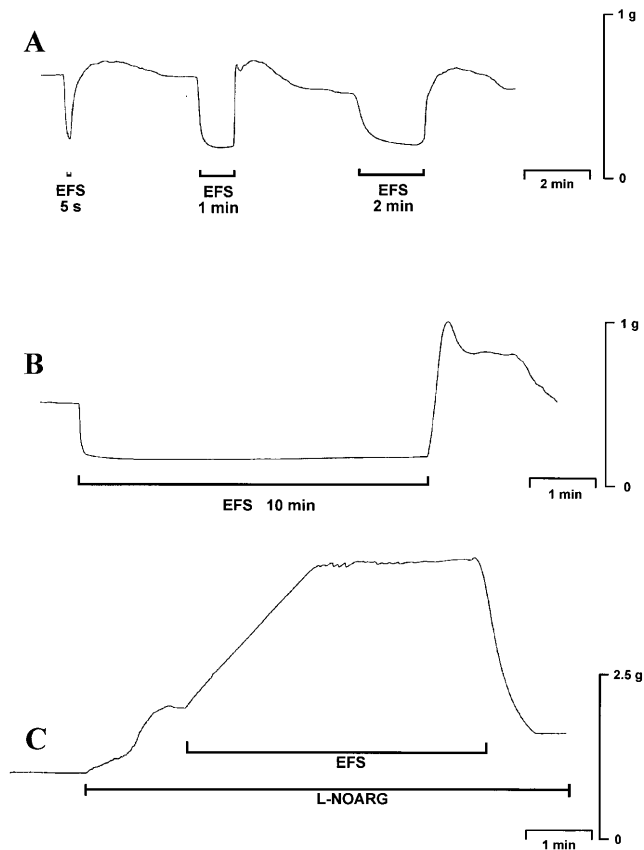 A
1 g
EFS
5 s
EFS
1 min
EFS
2 min
2 min
0
B
1 g
EFS 10 min
1 min
0
C
2.5 g
EFS
L-NOARG
1 min
0